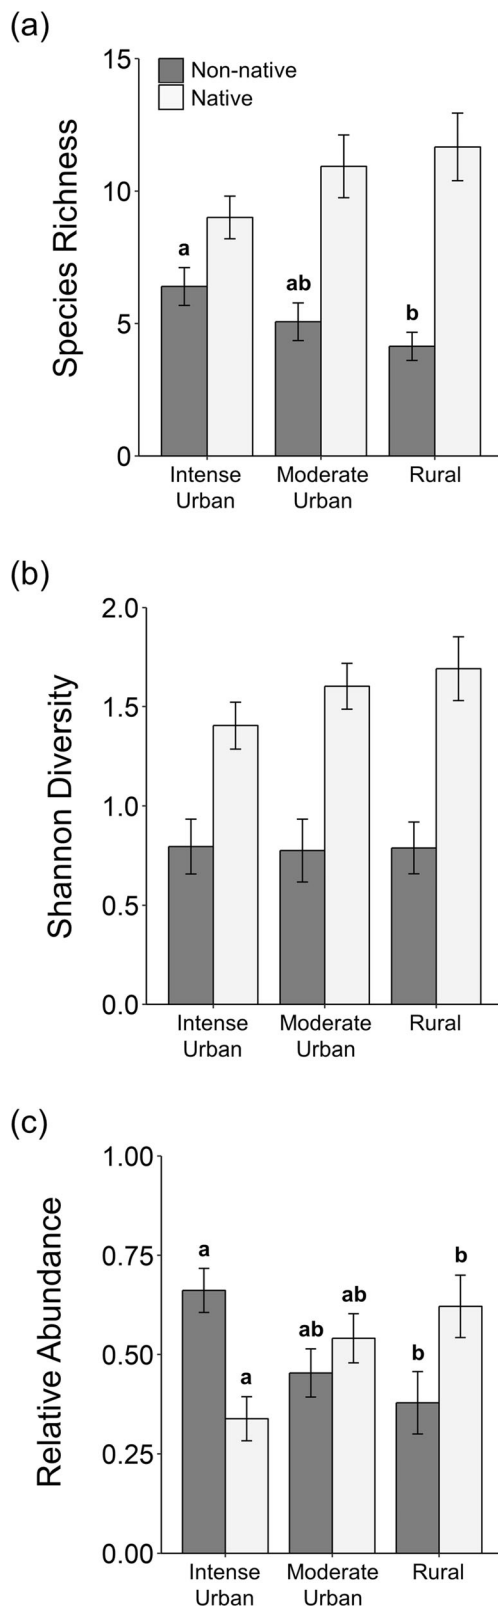 (a)
15
Non-native
Native
10
Species Richness
a
ab
b
5
0
Intense
Urban
Moderate
Urban
Rural
(b)
2.0
1.5
Shannon Diversity
1.0
0.5
0.0
Intense
Urban
Moderate
Urban
Rural
(c)
1.00
0.75
Relative Abundance
a
a
ab
ab
b
b
0.50
0.25
0.00
Intense
Urban
Moderate
Urban
Rural